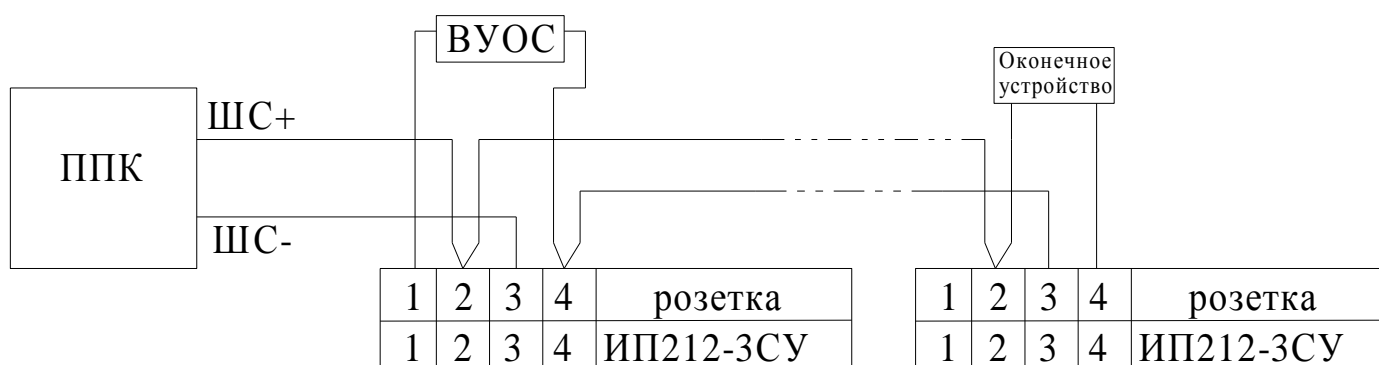 ВУОС
Оконечное
устройство
ШС+
ППК
ШС-
1 2 3 4 розетка
1 2 3 4 ИП212-3СУ
1 2 3 4 розетка
1 2 3 4 ИП212-3СУ